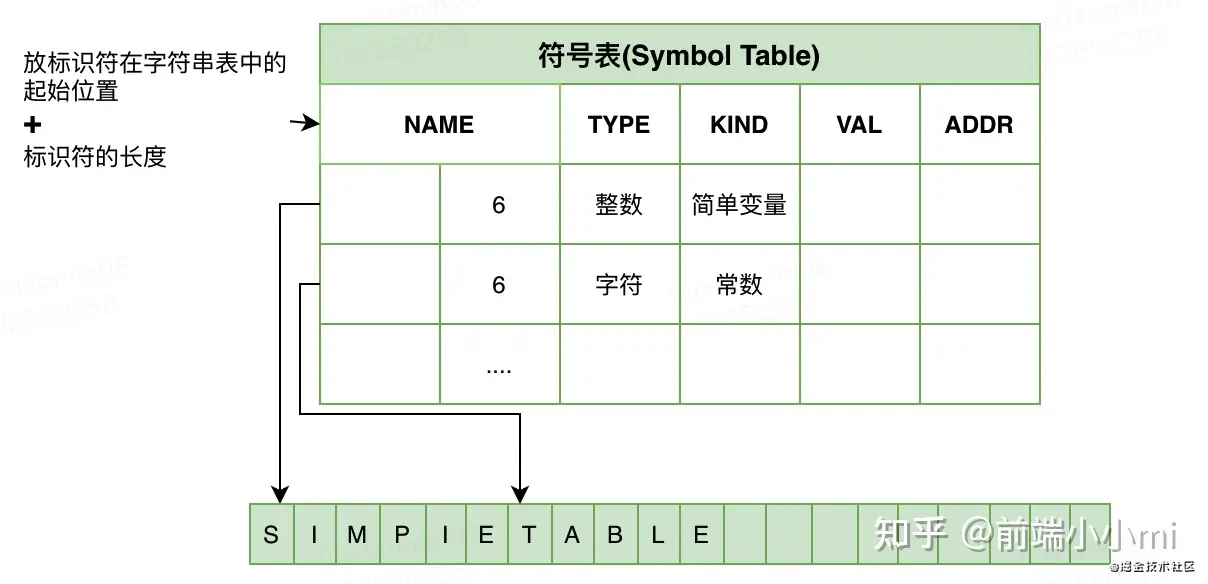 符号表(Symbol Table)
放标识符在字符串表中的
起始位置
+
标识符的长度
NAME TYPE KIND VAL ADDR
6 整数 简单变量
6 字符 常数
....
S I M P I E T A B L E
知乎 @前端小小mi
@掘金技术社区